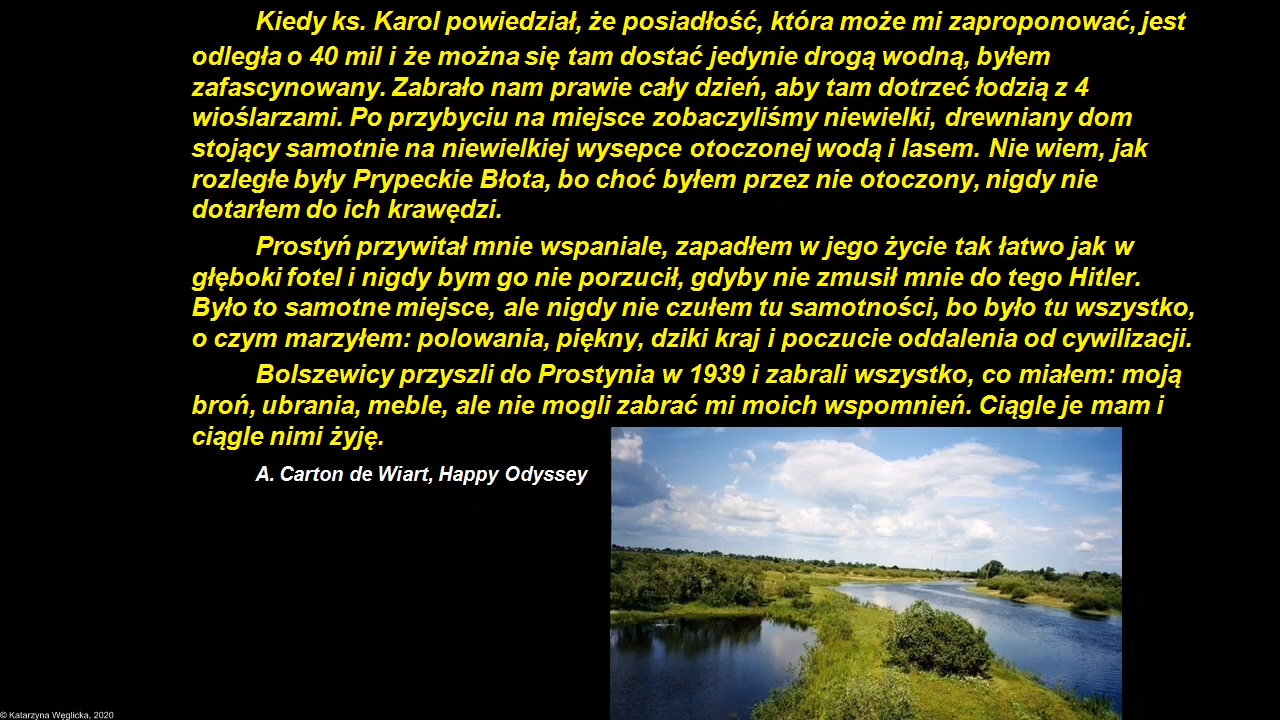 Kiedy ks. Karol powiedział, że posiadłość, która może mi zaproponować, jest
odległa o 40 mil i że można się tam dostać jedynie drogą wodną, byłem
zafascynowany. Zabrało nam prawie cały dzień, aby tam dotrzeć łodzią z 4
wioślarzami. Po przybyciu na miejsce zobaczyliśmy niewielki, drewniany dom
stojący samotnie na niewielkiej wysepce otoczonej wodą i lasem. Nie wiem, jak
rozległe były Prypeckie Błota, bo choć byłem przez nie otoczony, nigdy nie
dotarłem do ich krawędzi.
Prostyń przywitał mnie wspaniale, zapadłem w jego życie tak łatwo jak w
głęboki fotel i nigdy bym go nie porzucił, gdyby nie zmusił mnie do tego Hitler.
Było to samotne miejsce, ale nigdy nie czułem tu samotności, bo było tu wszystko,
o czym marzyłem: polowania, piękny, dziki kraj i poczucie oddalenia od cywilizacji.
Bolszewicy przyszli do Prostynia w 1939 i zabrali wszystko, co miałem: moją
broń, ubrania, meble, ale nie mogli zabrać mi moich wspomnień. Ciągle je mam i
ciągle nimi żyję.
A. Carton de Wiart, Happy Odyssey
© Katarzyna Węglicka, 2020